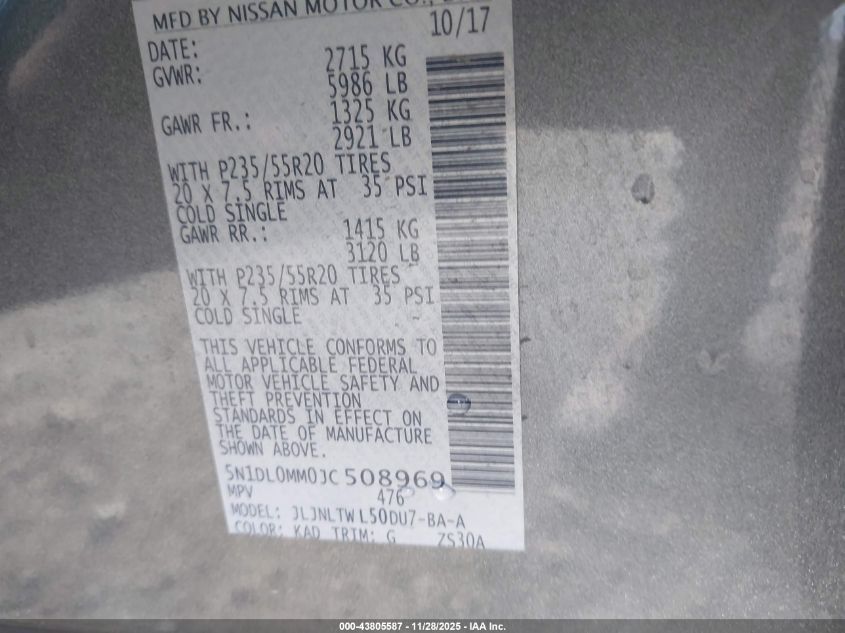 MFD BY NISSAN MOTOR CO.,
DATE: 10/17
GVWR: 2715 KG
5986 LB
GAWR FR.: 1325 KG
2921 LB
WITH P235/55R20 TIRES
20 X 7.5 RIMS AT 35 PSI
COLD SINGLE
GAWR RR.: 1415 KG
3120 LB
WITH P235/55R20 TIRES
20 X 7.5 RIMS AT 35 PSI
COLD SINGLE
THIS VEHICLE CONFORMS TO
ALL APPLICABLE FEDERAL
MOTOR VEHICLE SAFETY AND
THEFT PREVENTION
STANDARDS IN EFFECT ON
THE DATE OF MANUFACTURE
SHOWN ABOVE.
5N1DL0MM0JC508969
MPV 476
MODEL: JLJNLTWL50DU7-BA-A
COLOR: KAD TRIM: G ZS30A
000-43805587 - 11/28/2025 - IAA Inc.